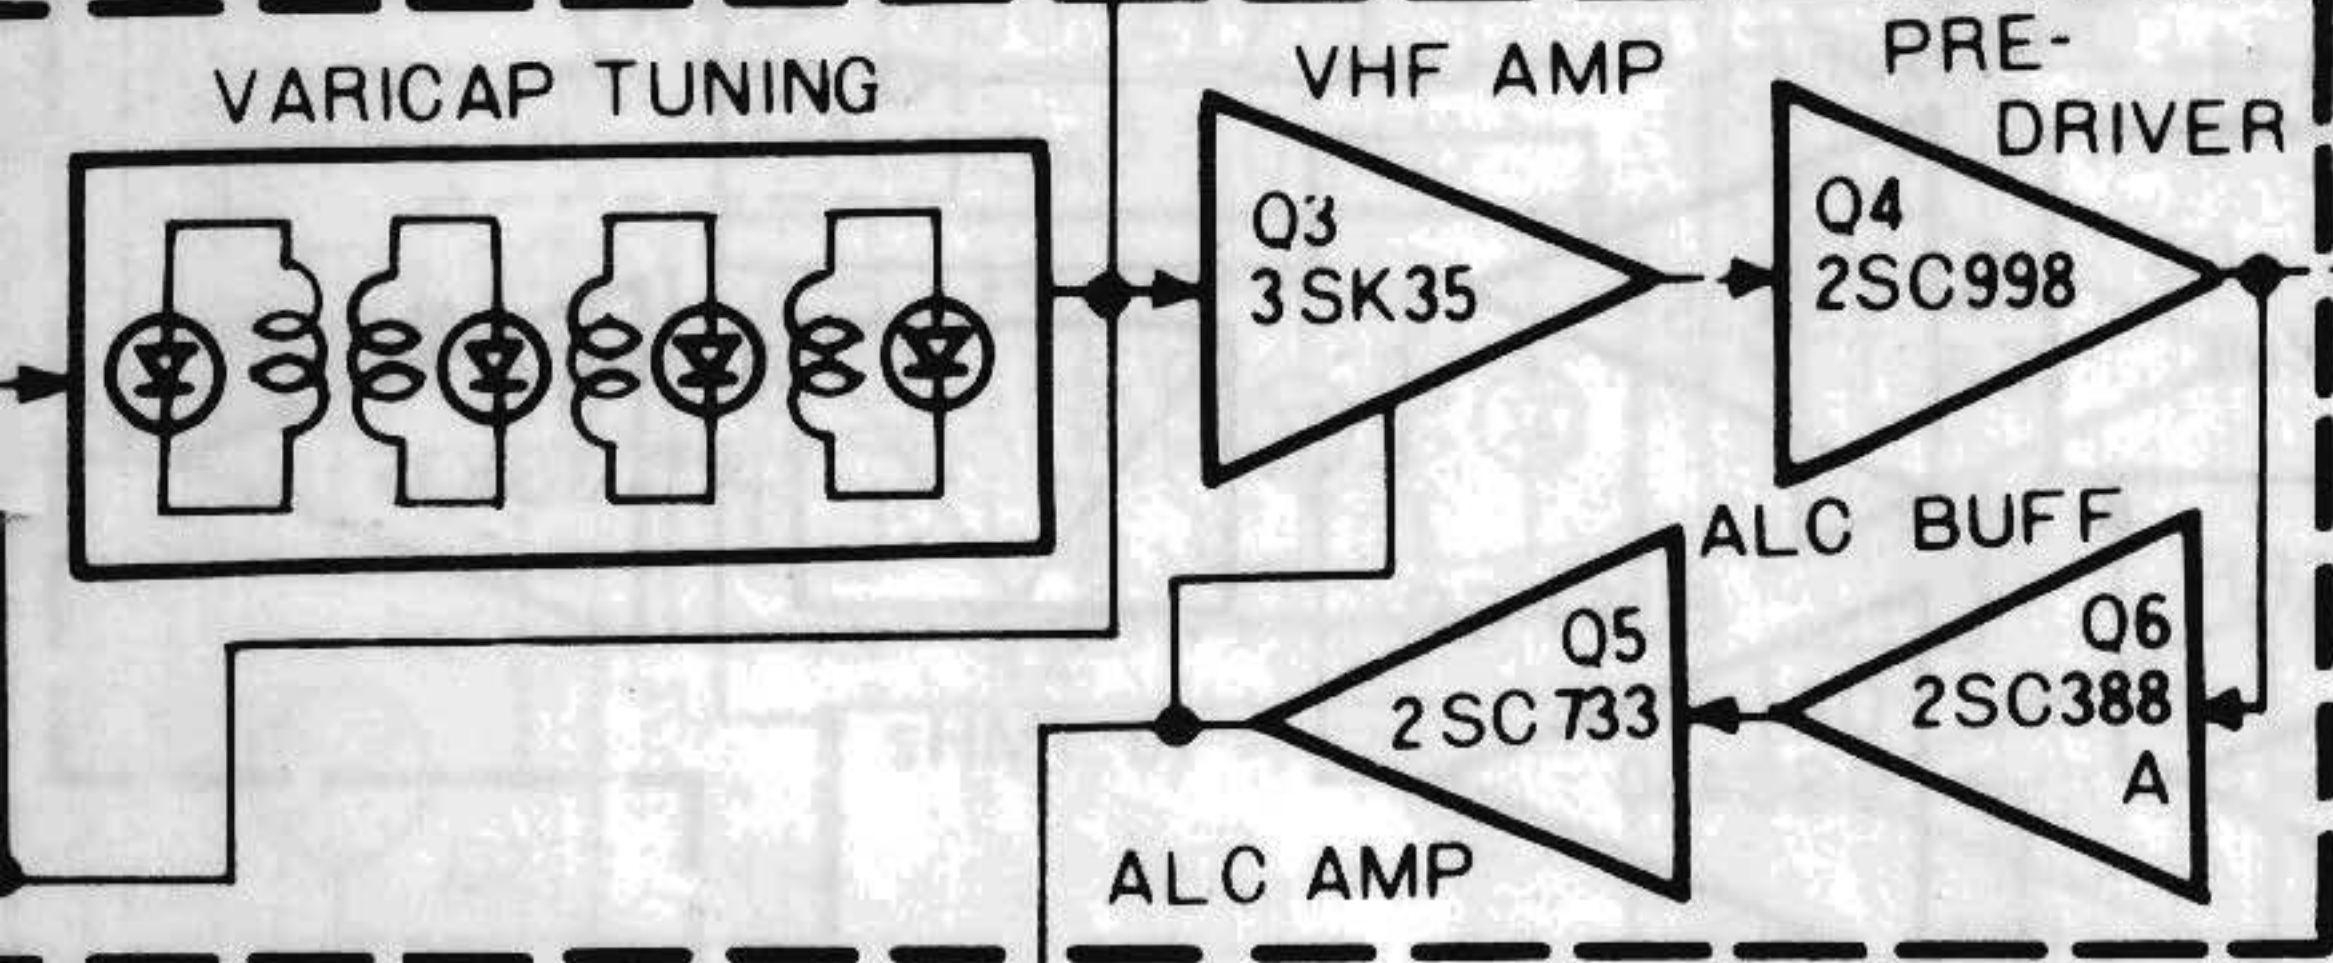 VARICAP TUNING
VHF AMP
PRE-
DRIVER
Q3
3SK35
Q4
2SC998
ALC BUFF
Q5
2SC733
Q6
2SC388
A
ALC AMP